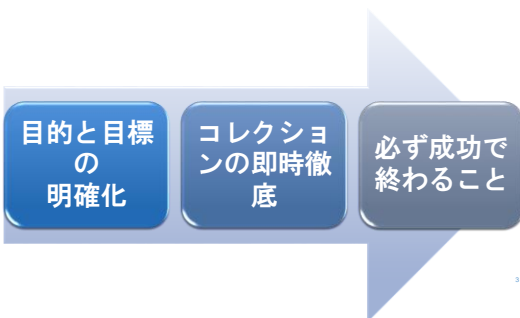 目的と目標
の
明確化
コレクショ
ンの即時徹
底
必ず成功で
終わること
3